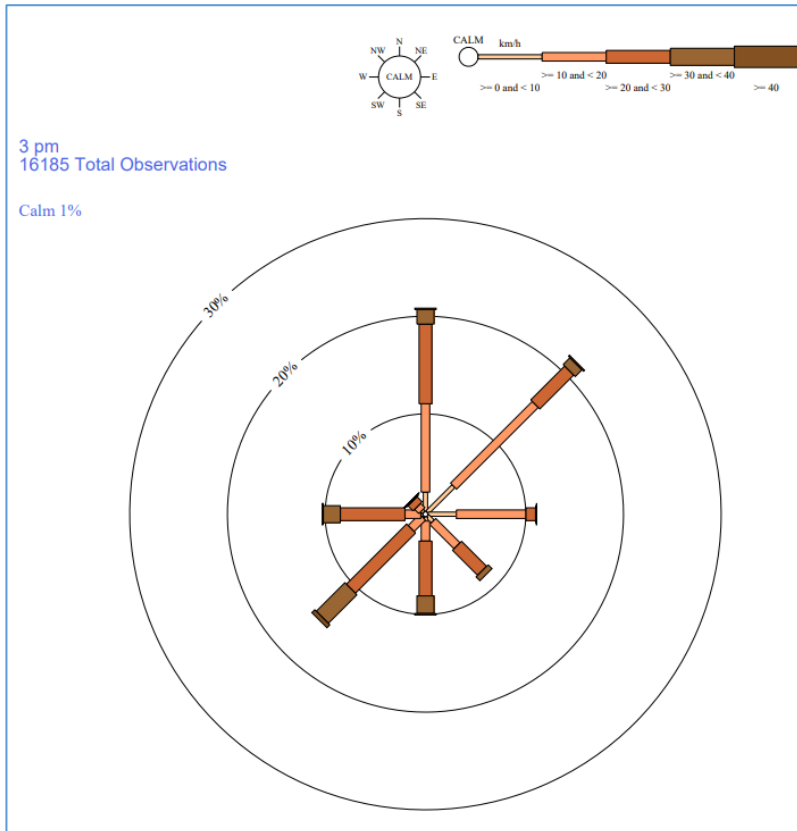 N
NW NE
W CALM E
SW SE
S
CALM km/h
>= 10 and < 20 >= 30 and < 40
>= 0 and < 10 >= 20 and < 30 >= 40
3 pm
16185 Total Observations
Calm 1%
30%
20%
10%